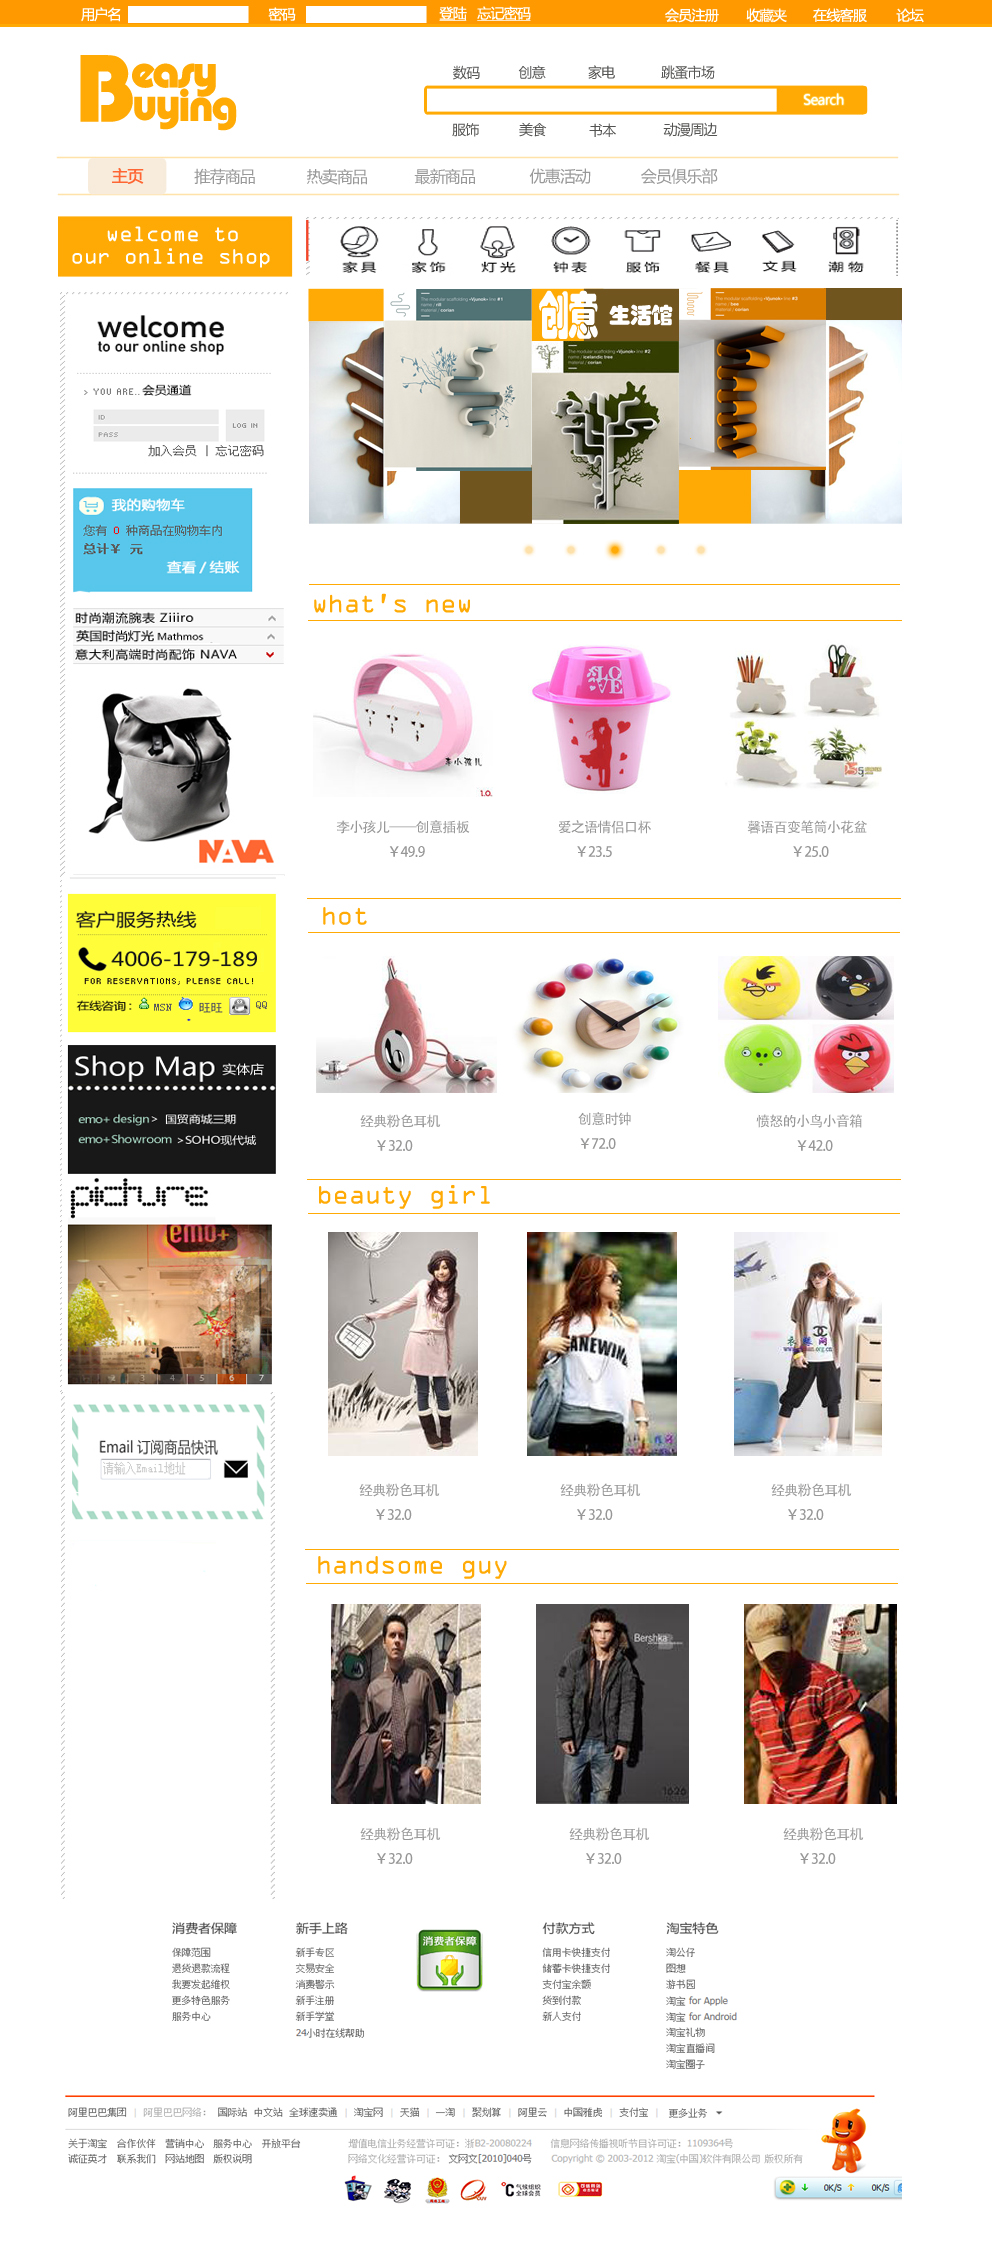 用户名 密码 登陆 忘记密码 会员注册 收藏夹 在线客服 论坛
Beasy
Buying
数码 创意 家电 跳蚤市场
Search
服饰 美食 书本 动漫周边
主页 推荐商品 热卖商品 最新商品 优惠活动 会员俱乐部
welcome to
our online shop
家具 家饰 灯光 钟表 服饰 餐具 文具 潮物
创意 生活馆
welcome
to our online shop
YOU ARE.. 会员通道
ID
PASS
LOG IN
加入会员 | 忘记密码
我的购物车
您有 0 种商品在购物车内
总计¥ 元
查看 / 结账
时尚潮流腕表 Ziiiro
英国时尚灯光 Mathmos
意大利高端时尚配饰 NAVA
NAVA
客户服务热线
4006-179-189
FOR RESERVATIONS, PLEASE CALL!
在线咨询: MSN 旺旺 QQ
Shop Map 实体店
emo+ design> 国贸商城三期
emo+Showroom >SOHO现代城
picture
emo+
2 3 4 5 6 7
Email 订阅商品快讯
请输入Email地址
what's new
LOVE
李小孩儿——创意插板 爱之语情侣口杯 馨语百变笔筒小花盆
¥49.9 ¥23.5 ¥25.0
hot
经典粉色耳机 创意时钟 愤怒的小鸟小音箱
¥32.0 ¥72.0 ¥42.0
beauty girl
ANEWING
经典粉色耳机 经典粉色耳机 经典粉色耳机
¥32.0 ¥32.0 ¥32.0
handsome guy
Bershka
1626
Jeep
经典粉色耳机 经典粉色耳机 经典粉色耳机
¥32.0 ¥32.0 ¥32.0
消费者保障
保障范围
退货退款流程
我要发起维权
更多特色服务
服务中心
新手上路
新手专区
交易安全
消费警示
新手注册
新手学堂
24小时在线帮助
消费者保障
付款方式
信用卡快捷支付
储蓄卡快捷支付
支付宝余额
货到付款
新人支付
淘宝特色
淘公仔
图想
游书园
淘宝 for Apple
淘宝 for Android
淘宝礼物
淘宝直播间
淘宝圈子
阿里巴巴集团 | 阿里巴巴网络: 国际站 中文站 全球速卖通 | 淘宝网 | 天猫 | 一淘 | 聚划算 | 阿里云 | 中国雅虎 | 支付宝 | 更多业务
关于淘宝 合作伙伴 营销中心 服务中心 开放平台
诚征英才 联系我们 网站地图 版权说明
增值电信业务经营许可证: 浙B2-20080224 信息网络传播视听节目许可证: 1109364号
网络文化经营许可证: 文网文[2010]040号 Copyright © 2003-2012 淘宝(中国)软件有限公司 版权所有
气候组织
全球会员
0K/S 0K/S